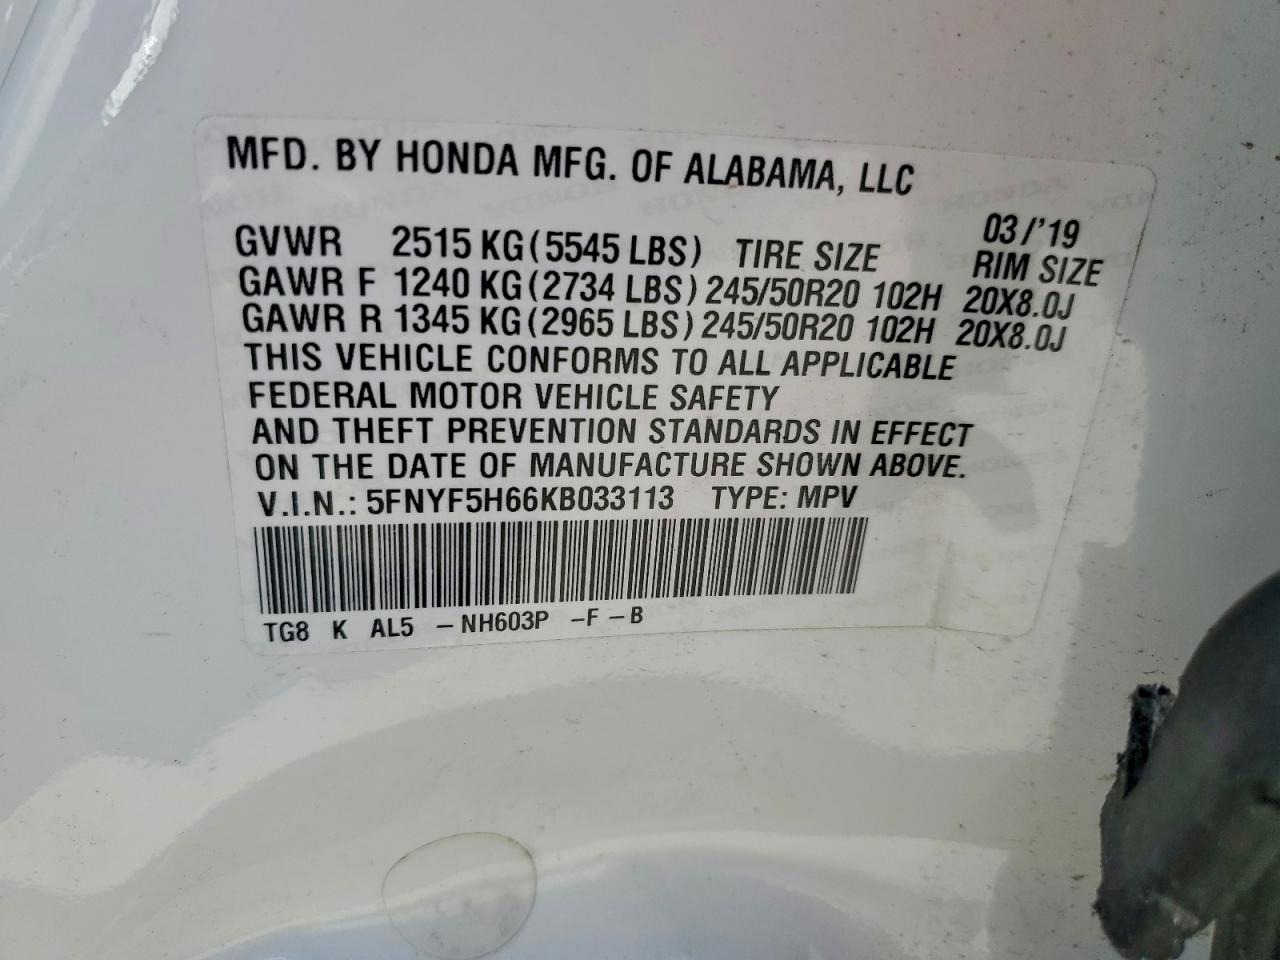 MFD. BY HONDA MFG. OF ALABAMA, LLC
03/'19
GVWR 2515 KG(5545 LBS) TIRE SIZE RIM SIZE
GAWR F 1240 KG(2734 LBS) 245/50R20 102H 20X8.0J
GAWR R 1345 KG(2965 LBS) 245/50R20 102H 20X8.0J
THIS VEHICLE CONFORMS TO ALL APPLICABLE
FEDERAL MOTOR VEHICLE SAFETY
AND THEFT PREVENTION STANDARDS IN EFFECT
ON THE DATE OF MANUFACTURE SHOWN ABOVE.
V.I.N.: 5FNYF5H66KB033113 TYPE: MPV
TG8 K AL5 -NH603P -F-B